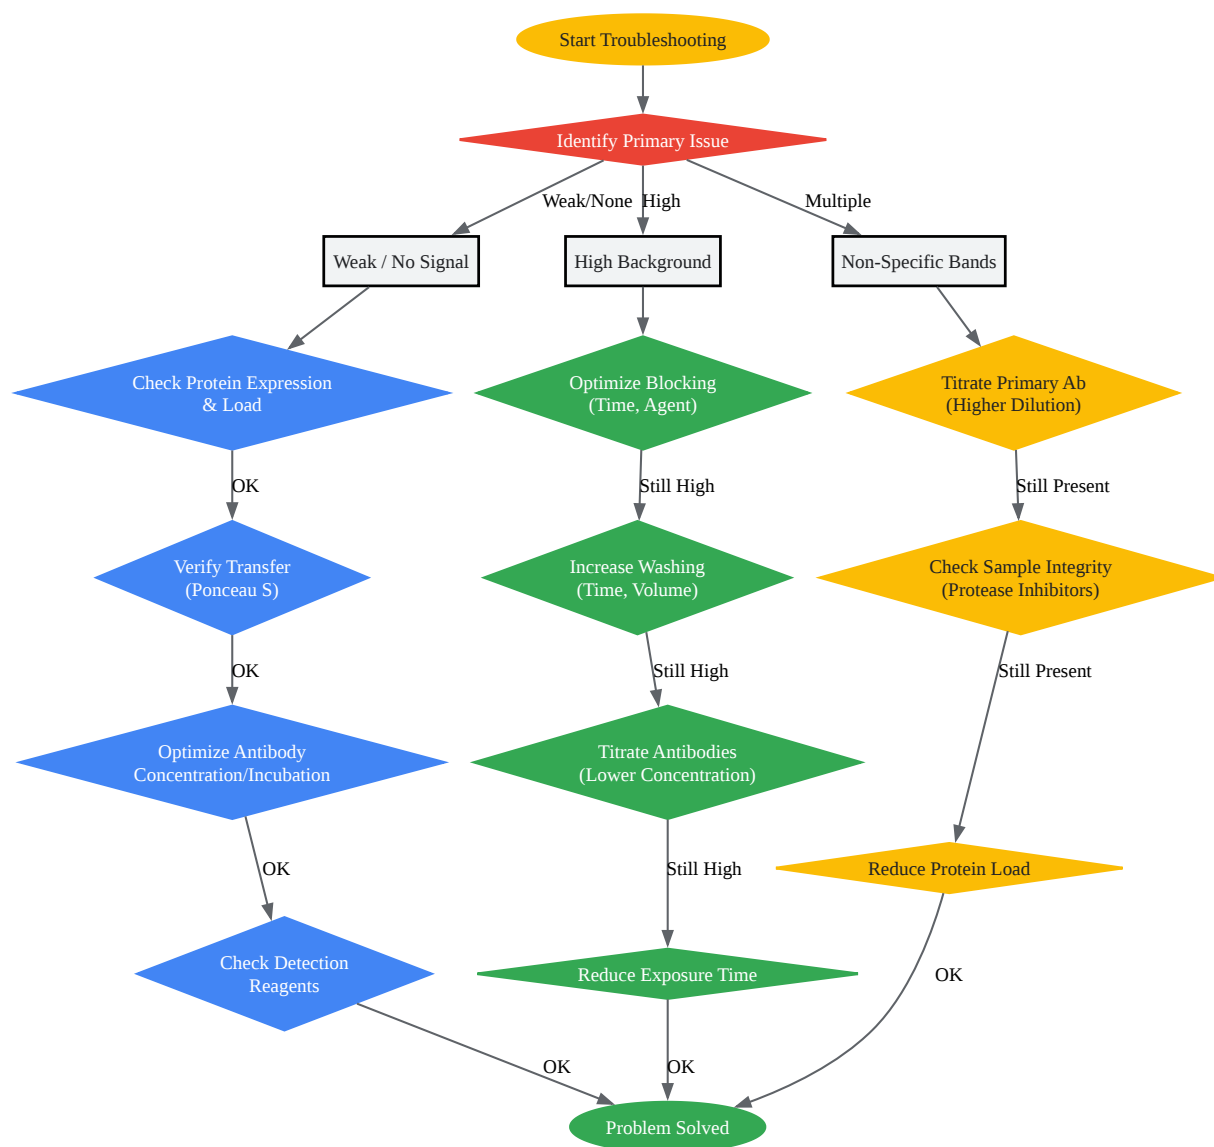 Start Troubleshooting
Identify Primary Issue
Weak/None
High
Multiple
Weak / No Signal
High Background
Non-Specific Bands
Check Protein Expression
& Load
Optimize Blocking
(Time, Agent)
Titrate Primary Ab
(Higher Dilution)
OK
Still High
Still Present
Verify Transfer
(Ponceau S)
Increase Washing
(Time, Volume)
Check Sample Integrity
(Protease Inhibitors)
OK
Still High
Still Present
Optimize Antibody
Concentration/Incubation
Titrate Antibodies
(Lower Concentration)
OK
Still High
Reduce Protein Load
Check Detection
Reagents
Reduce Exposure Time
OK
OK
OK
Problem Solved